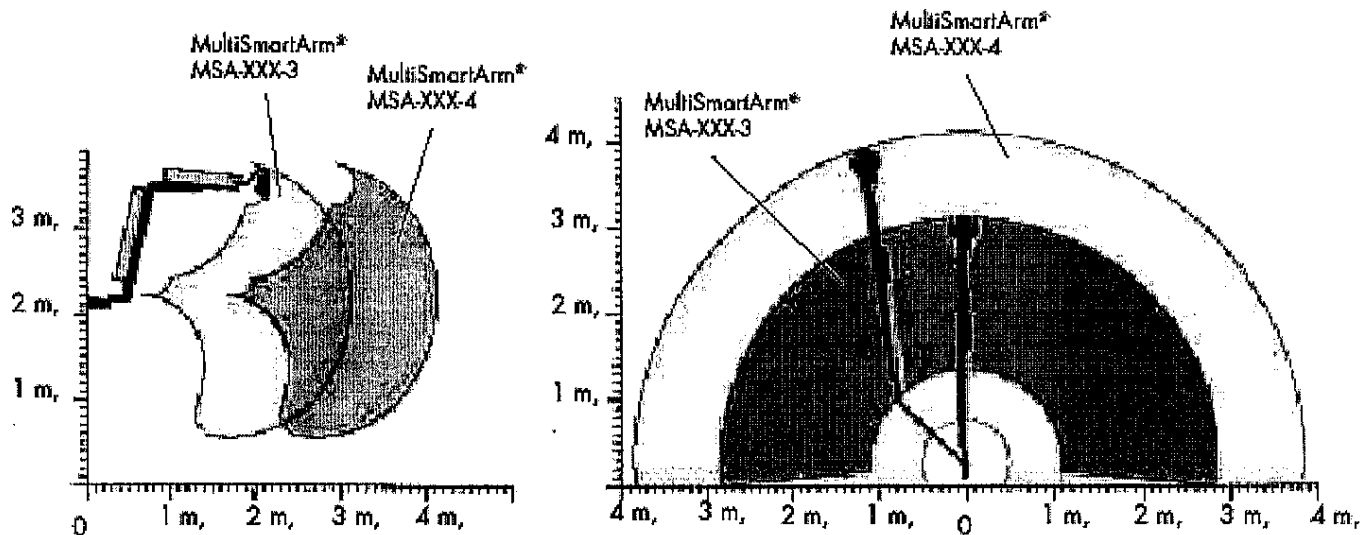 MultiSmartArm*
MSA-XXX-3
MultiSmartArm*
MSA-XXX-4
3 m,
2 m,
1 m,
0
1 m,
2 m,
3 m,
4 m,
MultiSmartArm*
MSA-XXX-4
MultiSmartArm*
MSA-XXX-3
4 m,
3 m,
2 m,
1 m,
4 m,
3 m,
2 m,
1 m,
0
1 m,
2 m,
3 m,
4 m,